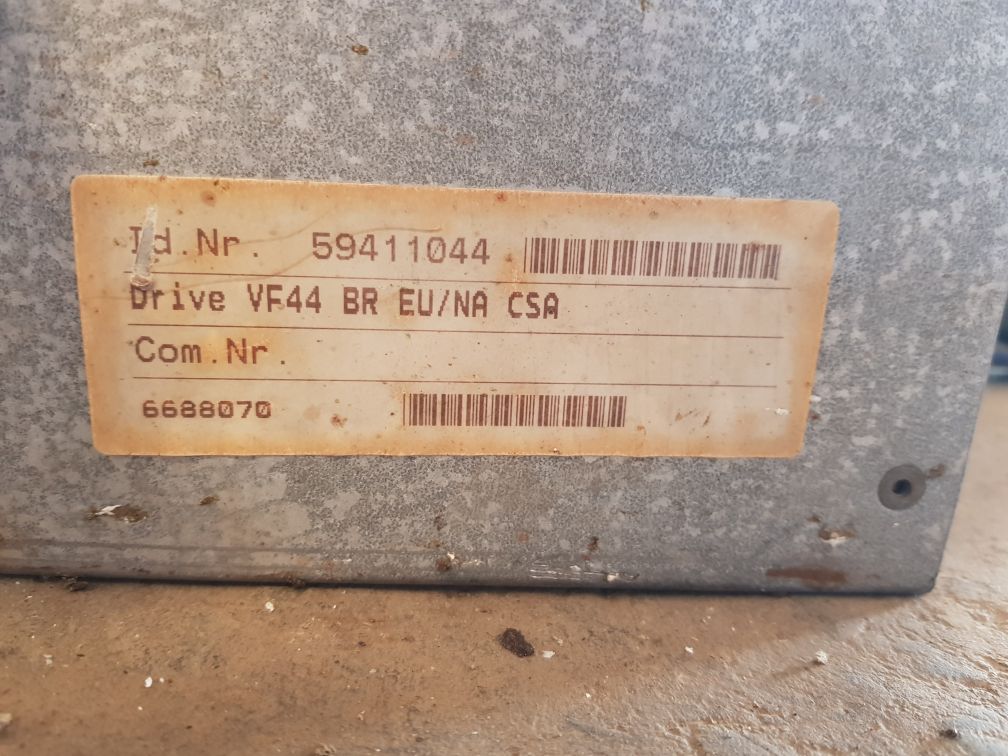 Id.Nr. 59411044
Drive VF44 BR EU/NA CSA
Com.Nr.
6688070